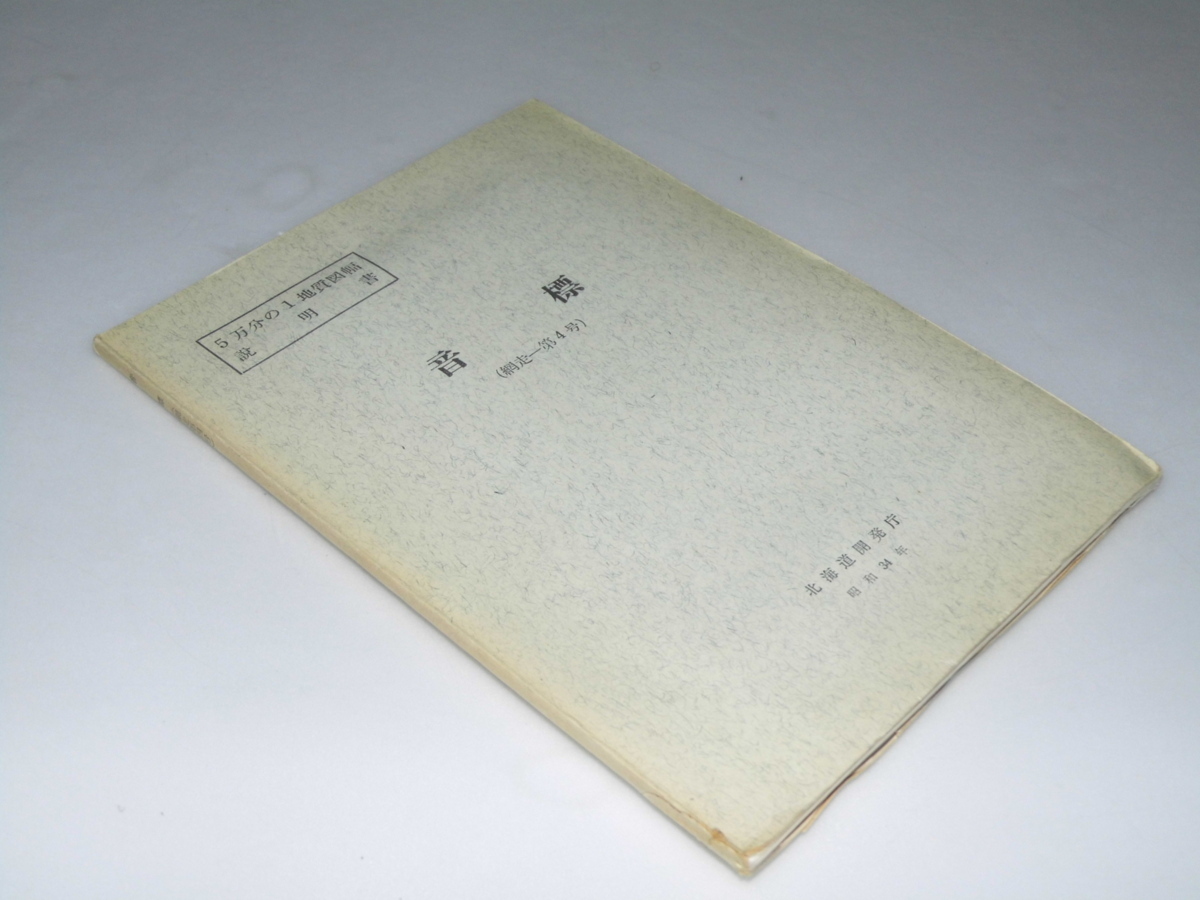 5万分の1地質図幅
説明書
音標
(網走—第4号)
北海道開発庁
昭和34年